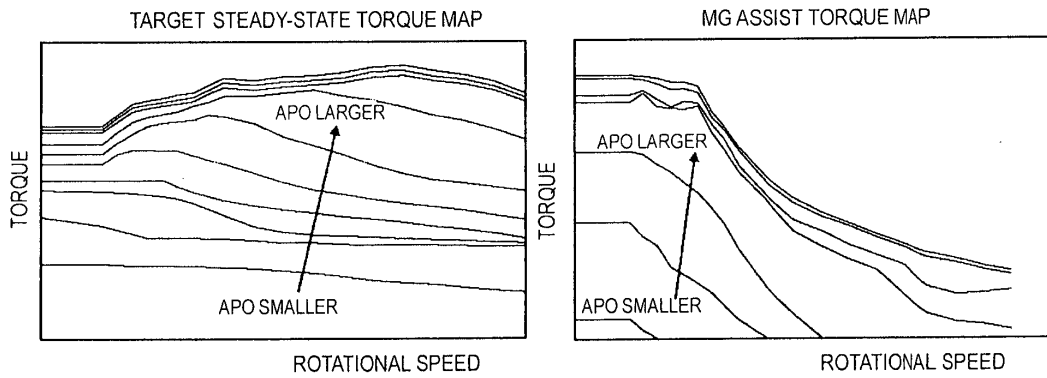 TARGET STEADY-STATE TORQUE MAP
TORQUE
APO LARGER
APO SMALLER
ROTATIONAL SPEED
MG ASSIST TORQUE MAP
TORQUE
APO LARGER
APO SMALLER
ROTATIONAL SPEED